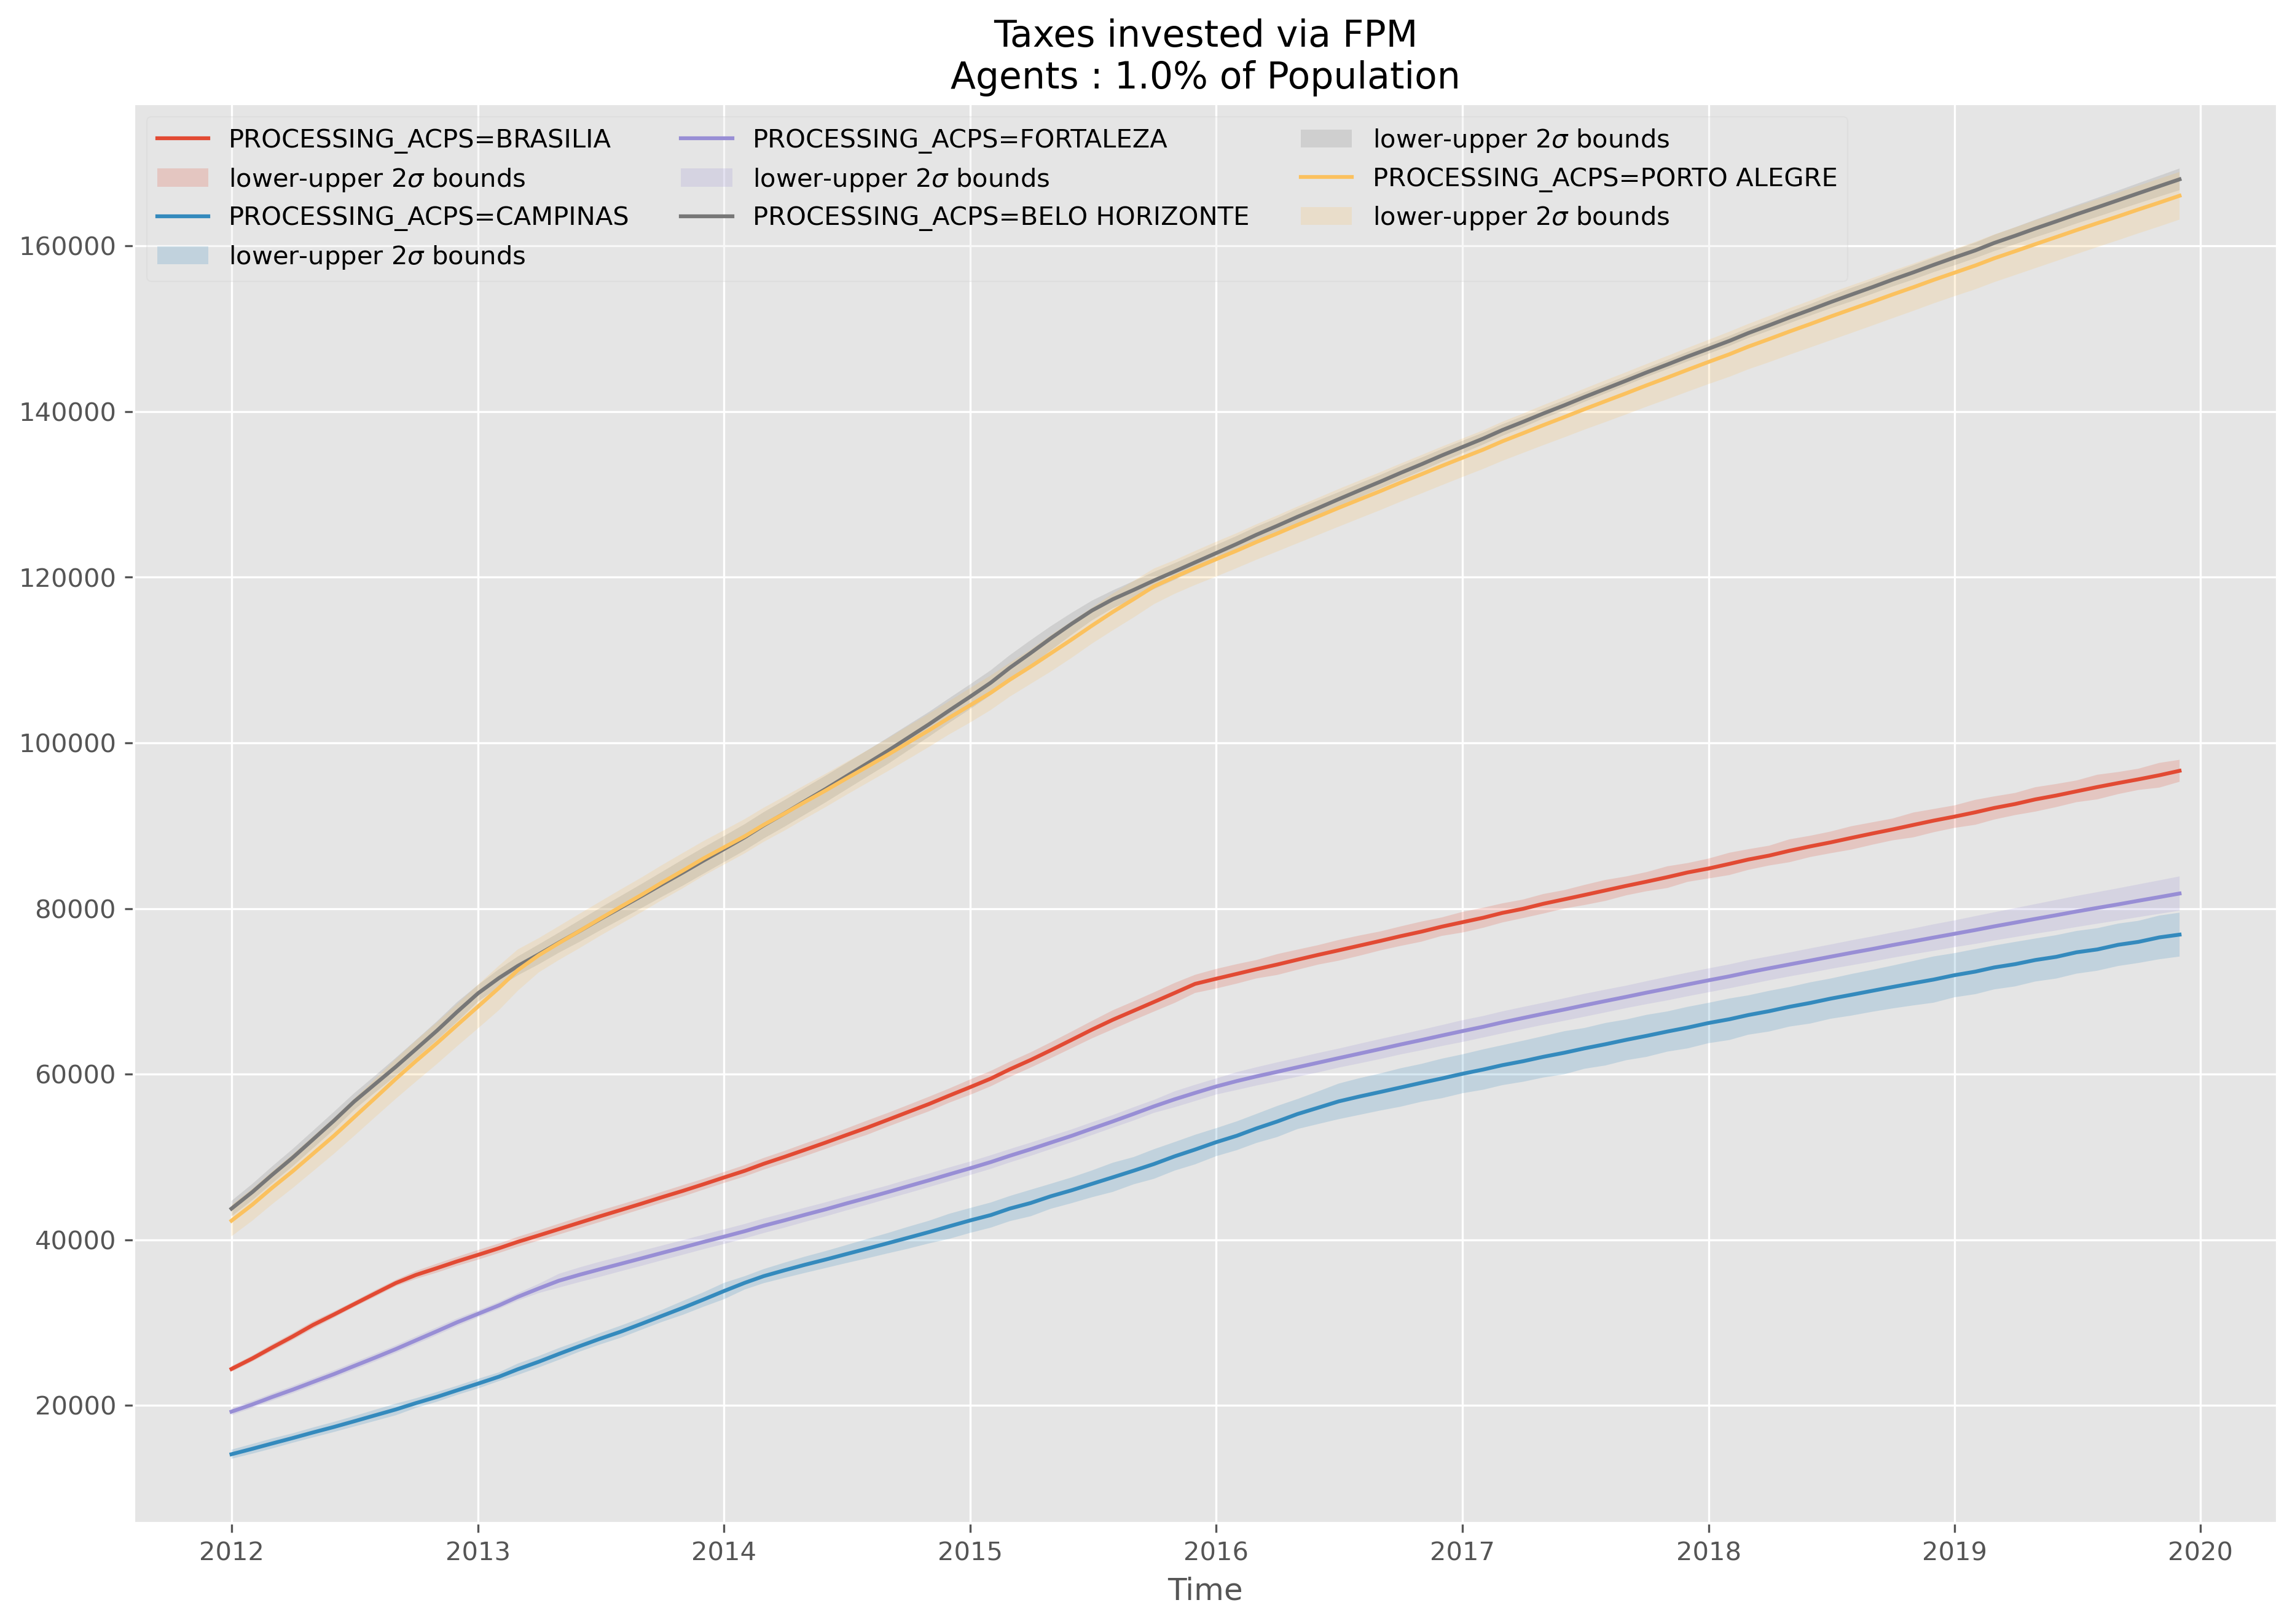 Taxes invested via FPM
Agents : 1.0% of Population
PROCESSING_ACPS=BRASILIA
lower-upper 2σ bounds
PROCESSING_ACPS=CAMPINAS
lower-upper 2σ bounds
PROCESSING_ACPS=FORTALEZA
lower-upper 2σ bounds
PROCESSING_ACPS=BELO HORIZONTE
lower-upper 2σ bounds
PROCESSING_ACPS=PORTO ALEGRE
lower-upper 2σ bounds
160000
140000
120000
100000
80000
60000
40000
20000
2012 2013 2014 2015 2016 2017 2018 2019 2020
Time